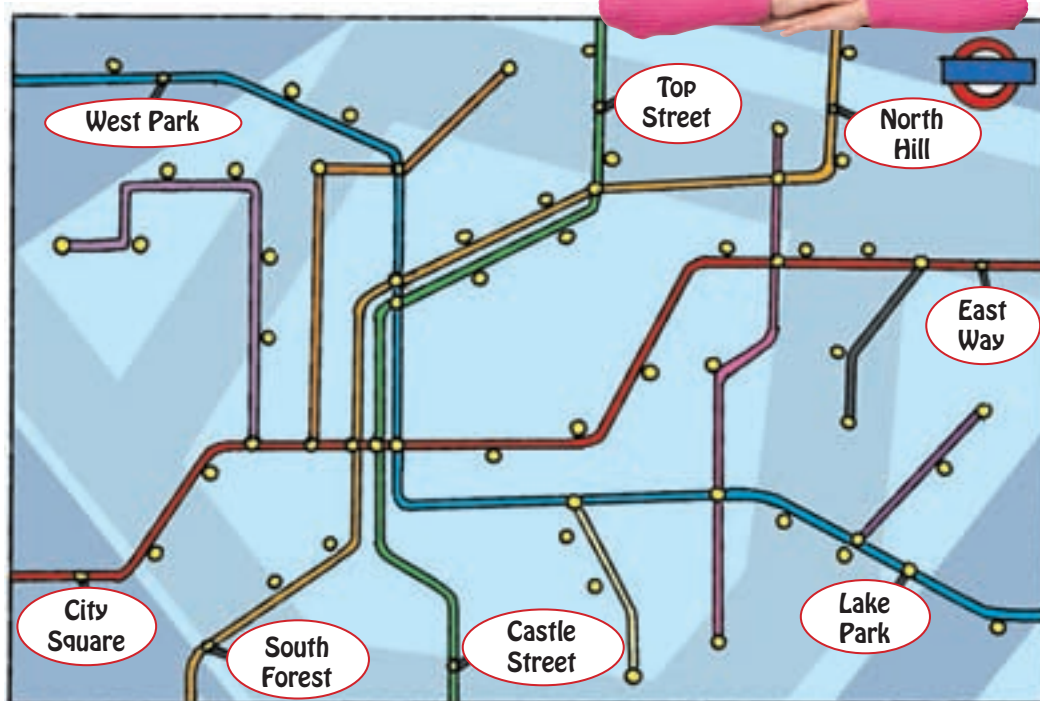 West Park
Top
Street
North
Hill
East
Way
City
Square
South
Forest
Castle
Street
Lake
Park